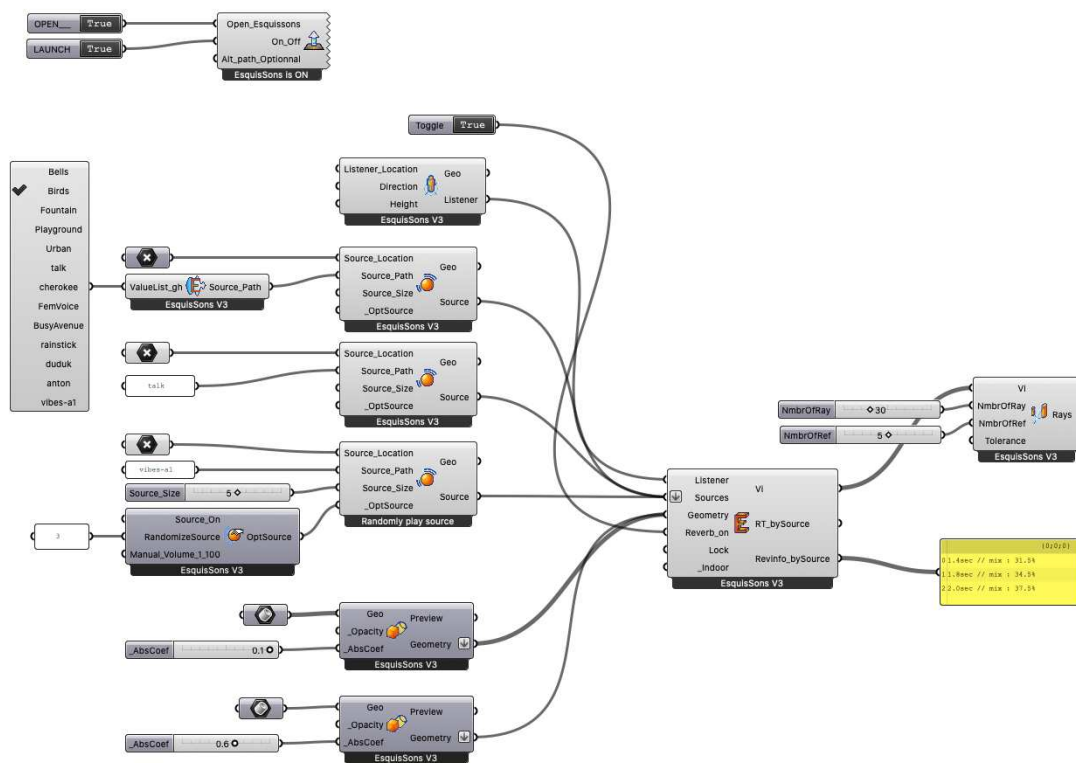 OPEN__ True
LAUNCH True
Open_Esquissons
On_Off
Alt_path_Optionnal
EsquisSons is ON
Toggle True
Bells
Birds
Fountain
Playground
Urban
talk
cherokee
FemVoice
BusyAvenue
rainstick
duduk
anton
vibes-a1
Listener_Location
Direction
Height
Geo
Listener
EsquisSons V3
ValueList_gh Source_Path
EsquisSons V3
Source_Location
Source_Path
Source_Size
_OptSource
Geo
Source
EsquisSons V3
talk
Source_Location
Source_Path
Source_Size
_OptSource
Geo
Source
EsquisSons V3
vibes-a1
Source_Size 5
Source_Location
Source_Path
Source_Size
_OptSource
Geo
Source
Randomly play source
3
Source_On
RandomizeSource
Manual_Volume_1_100
OptSource
EsquisSons V3
_AbsCoef 0.1
Geo
_Opacity
_AbsCoef
Preview
Geometry
EsquisSons V3
_AbsCoef 0.6
Geo
_Opacity
_AbsCoef
Preview
Geometry
EsquisSons V3
Listener
Sources
Geometry
Reverb_on
Lock
_Indoor
VI
RT_bySource
Revinfo_bySource
EsquisSons V3
NmbrOfRay 30
NmbrOfRef 5
VI
NmbrOfRay
NmbrOfRef
Tolerance
Rays
EsquisSons V3
{0;0;0}
0 1.4sec // mix : 31.5%
1 1.8sec // mix : 34.5%
2 2.0sec // mix : 37.5%